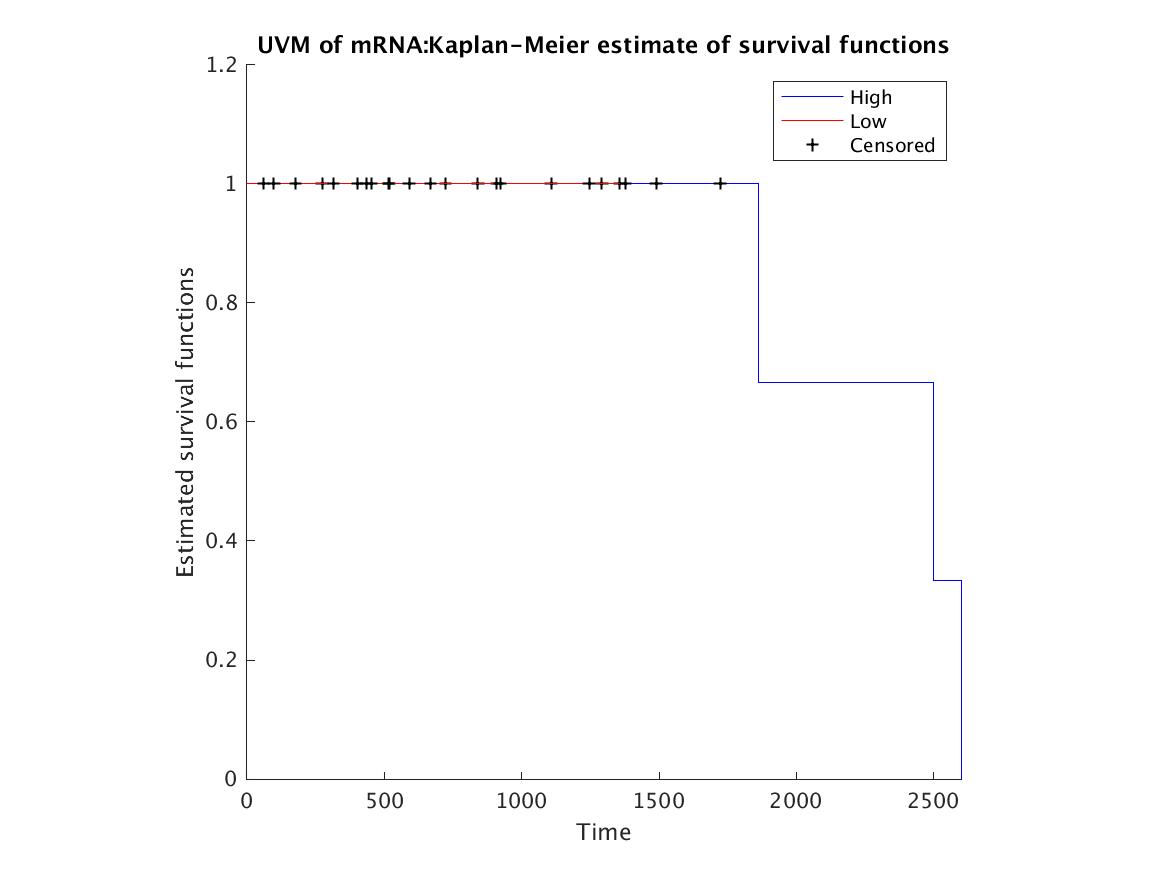 UVM of mRNA:Kaplan-Meier estimate of survival functions
1.2
1
0.8
0.6
0.4
0.2
0
Estimated survival functions
High
Low
Censored
0 500 1000 1500 2000 2500
Time